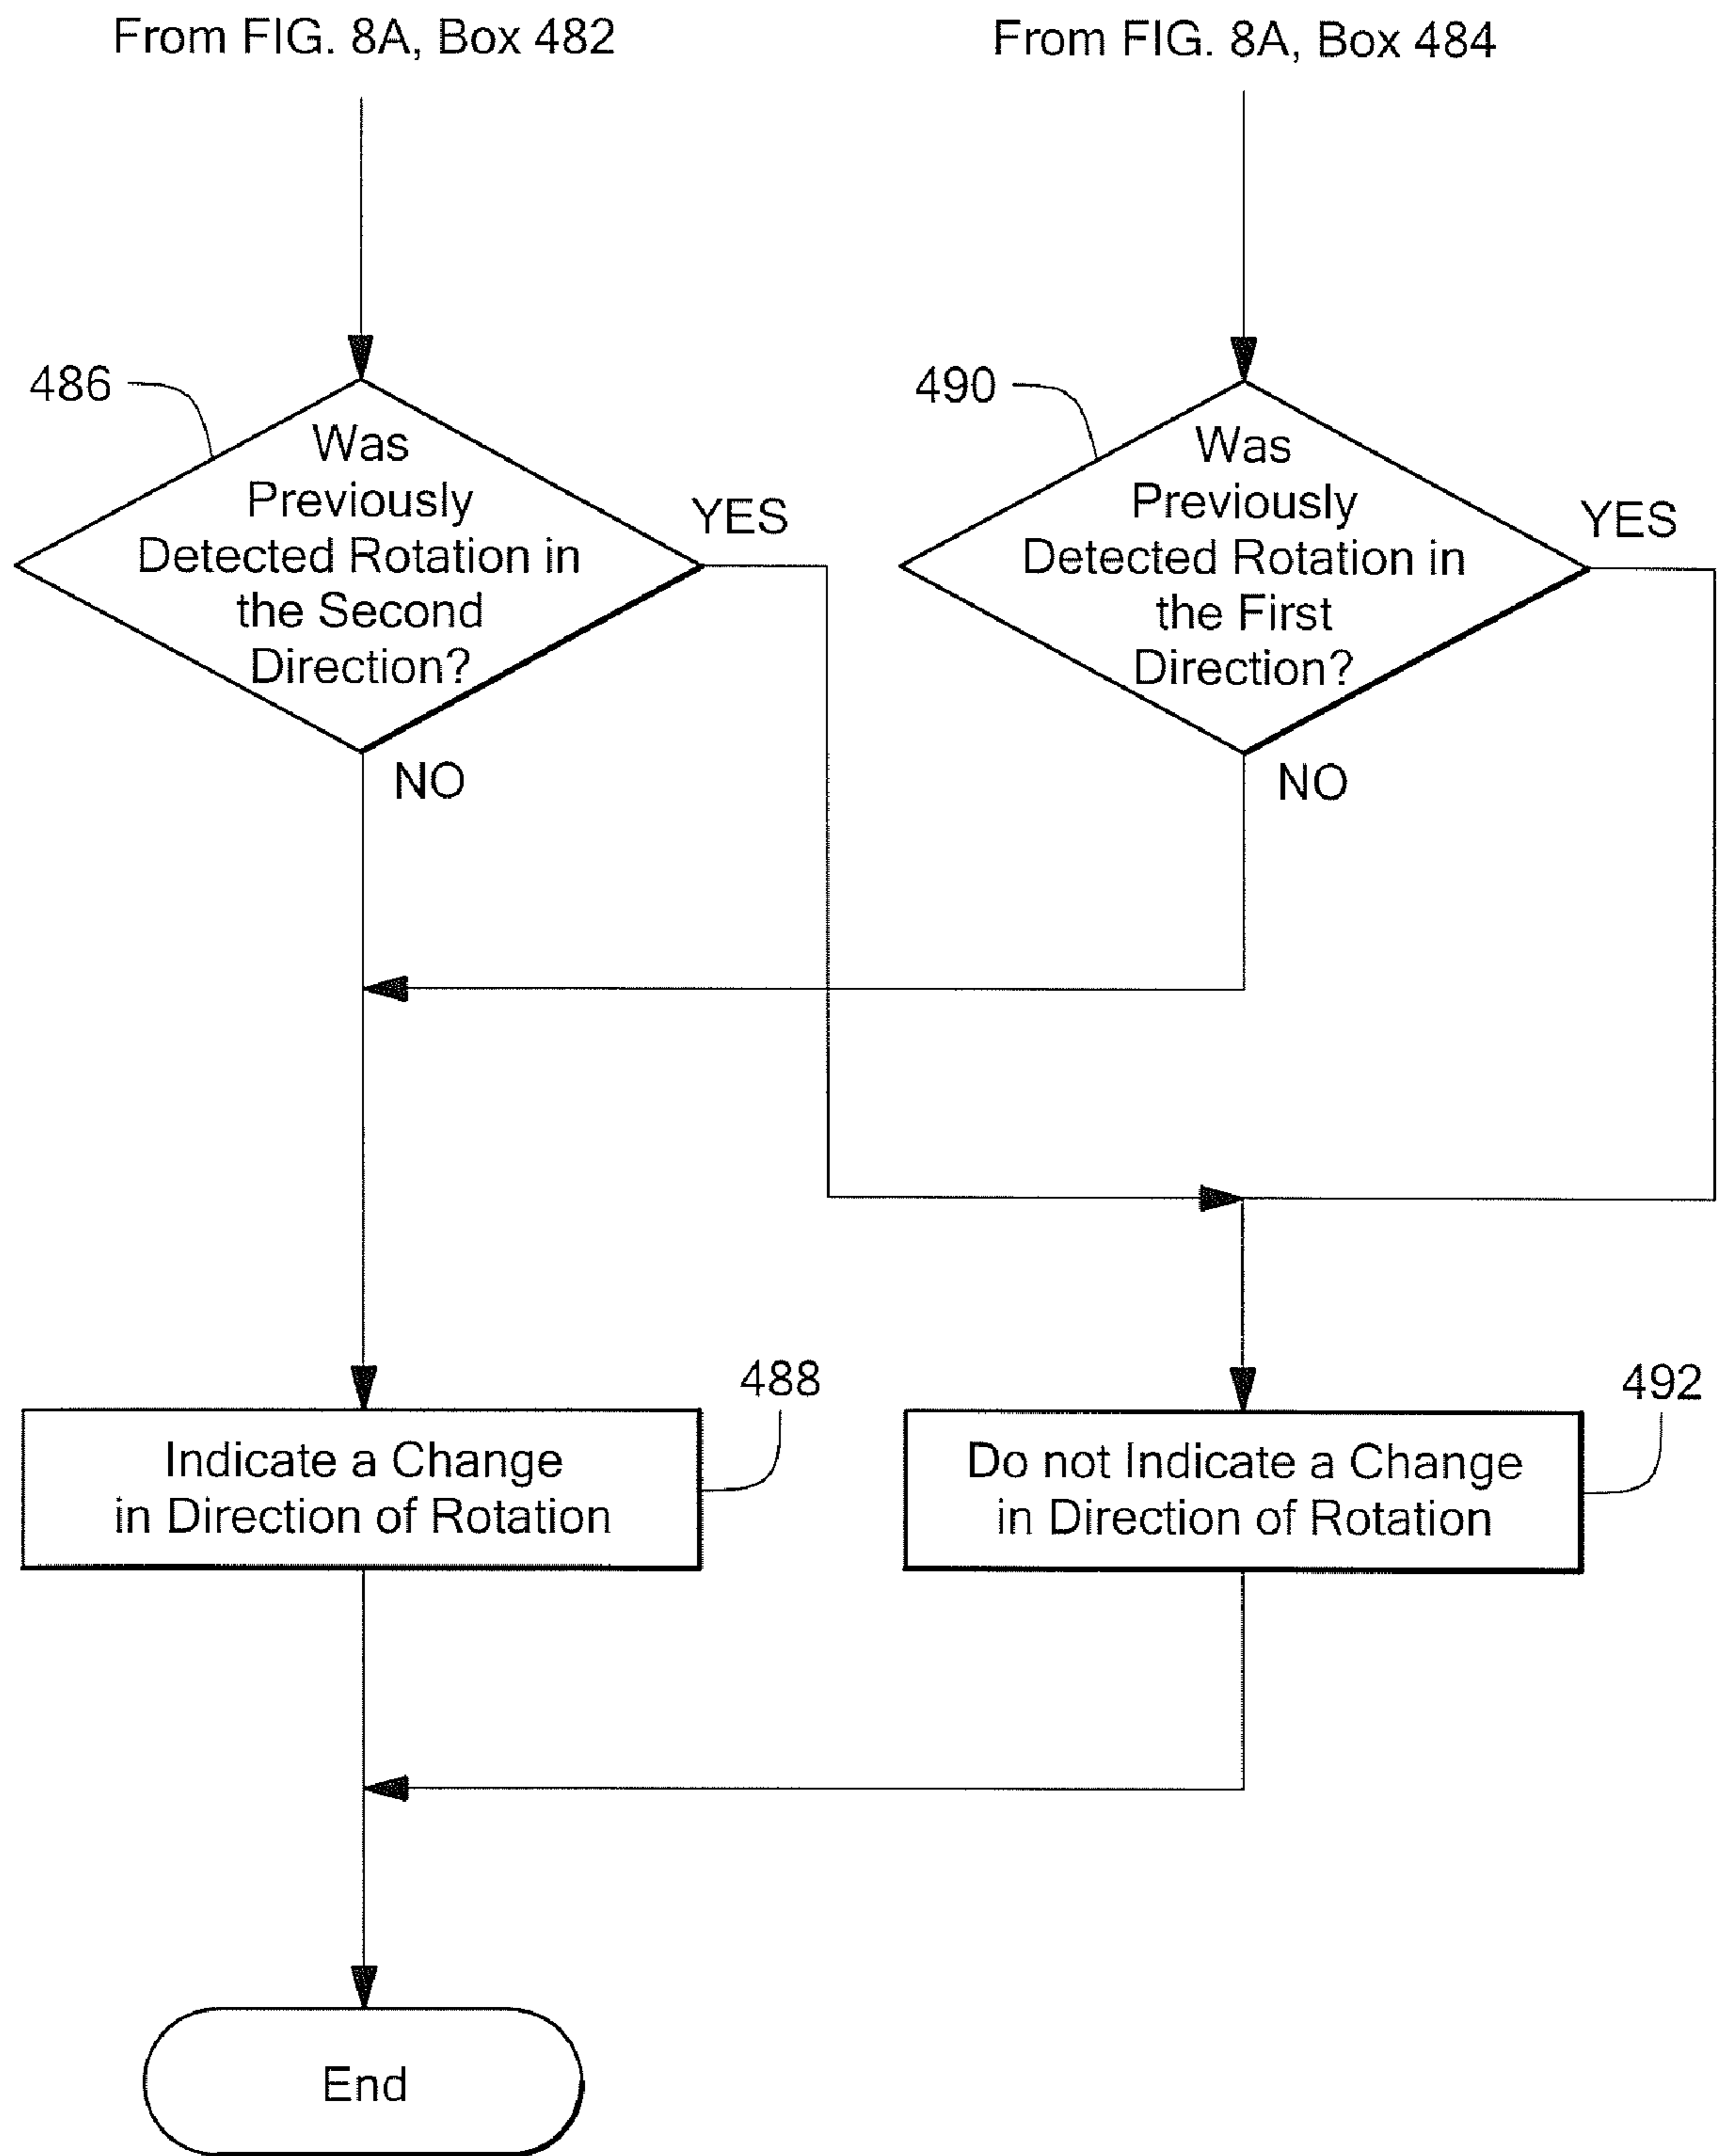 From FIG. 8A, Box 482
From FIG. 8A, Box 484
486
Was
Previously
Detected Rotation in
the Second
Direction?
YES
NO
490
Was
Previously
Detected Rotation in
the First
Direction?
YES
NO
488
Indicate a Change
in Direction of Rotation
492
Do not Indicate a Change
in Direction of Rotation
End